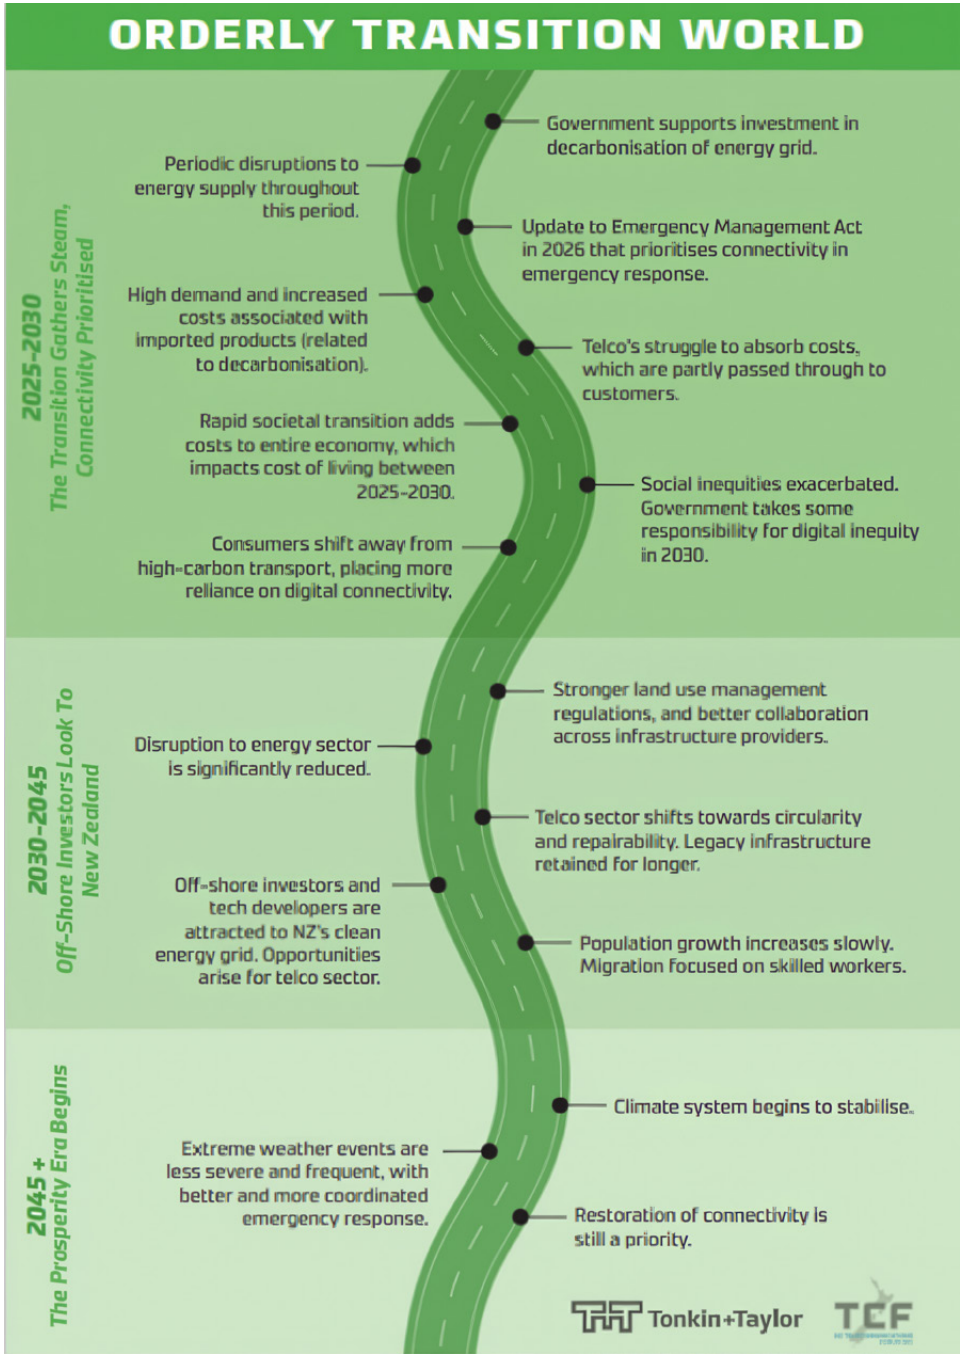 ORDERLY TRANSITION WORLD
2025-2030
The Transition Gathers Steam,
Connectivity Prioritised
Government supports investment in
decarbonisation of energy grid.
Periodic disruptions to
energy supply throughout
this period.
Update to Emergency Management Act
in 2026 that prioritises connectivity in
emergency response.
High demand and increased
costs associated with
imported products (related
to decarbonisation).
Telco's struggle to absorb costs,
which are partly passed through to
customers.
Rapid societal transition adds
costs to entire economy, which
impacts cost of living between
2025-2030.
Social inequities exacerbated.
Government takes some
responsibility for digital inequity
in 2030.
Consumers shift away from
high-carbon transport, placing more
reliance on digital connectivity.
2030-2045
Off-Shore Investors Look To
New Zealand
Stronger land use management
regulations, and better collaboration
across infrastructure providers.
Disruption to energy sector
is significantly reduced.
Telco sector shifts towards circularity
and repairability. Legacy infrastructure
retained for longer.
Off-shore investors and
tech developers are
attracted to NZ's clean
energy grid. Opportunities
arise for telco sector.
Population growth increases slowly.
Migration focused on skilled workers.
2045 +
The Prosperity Era Begins
Climate system begins to stabilise.
Extreme weather events are
less severe and frequent, with
better and more coordinated
emergency response.
Restoration of connectivity is
still a priority.
Tonkin+Taylor
TCF